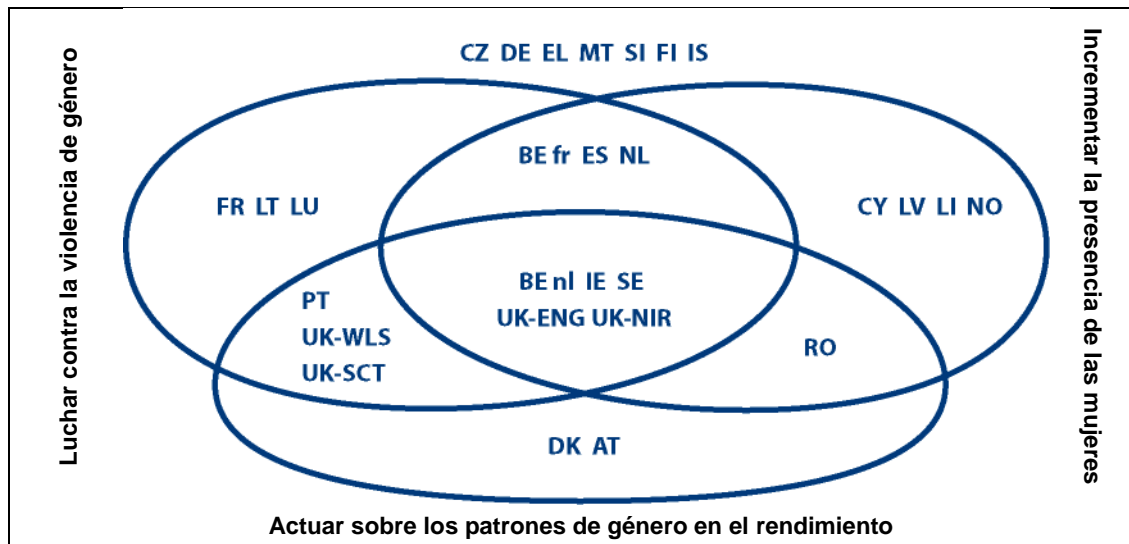 CZ DE EL MT SI FI IS
Luchar contra la violencia de género
Incrementar la presencia de las mujeres
BE fr ES NL
FR LT LU
CY LV LI NO
BE nl IE SE
UK-ENG UK-NIR
PT
UK-WLS
UK-SCT
RO
DK AT
Actuar sobre los patrones de género en el rendimiento